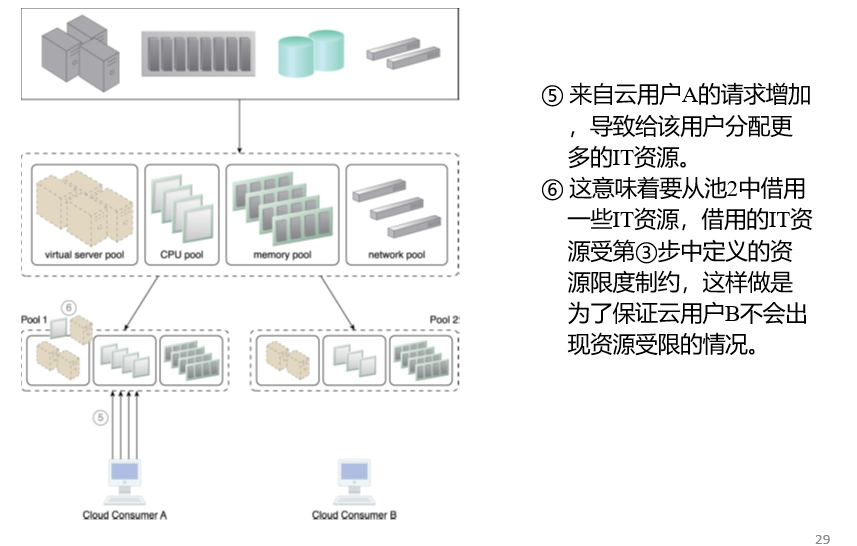 virtual server pool
CPU pool
memory pool
network pool
Pool 1
⑥
Pool 2
⑤
Cloud Consumer A
Cloud Consumer B
⑤ 来自云用户A的请求增加
，导致给该用户分配更
多的IT资源。
⑥ 这意味着要从池2中借用
一些IT资源，借用的IT资
源受第③步中定义的资
源限度制约，这样做是
为了保证云用户B不会出
现资源受限的情况。
29